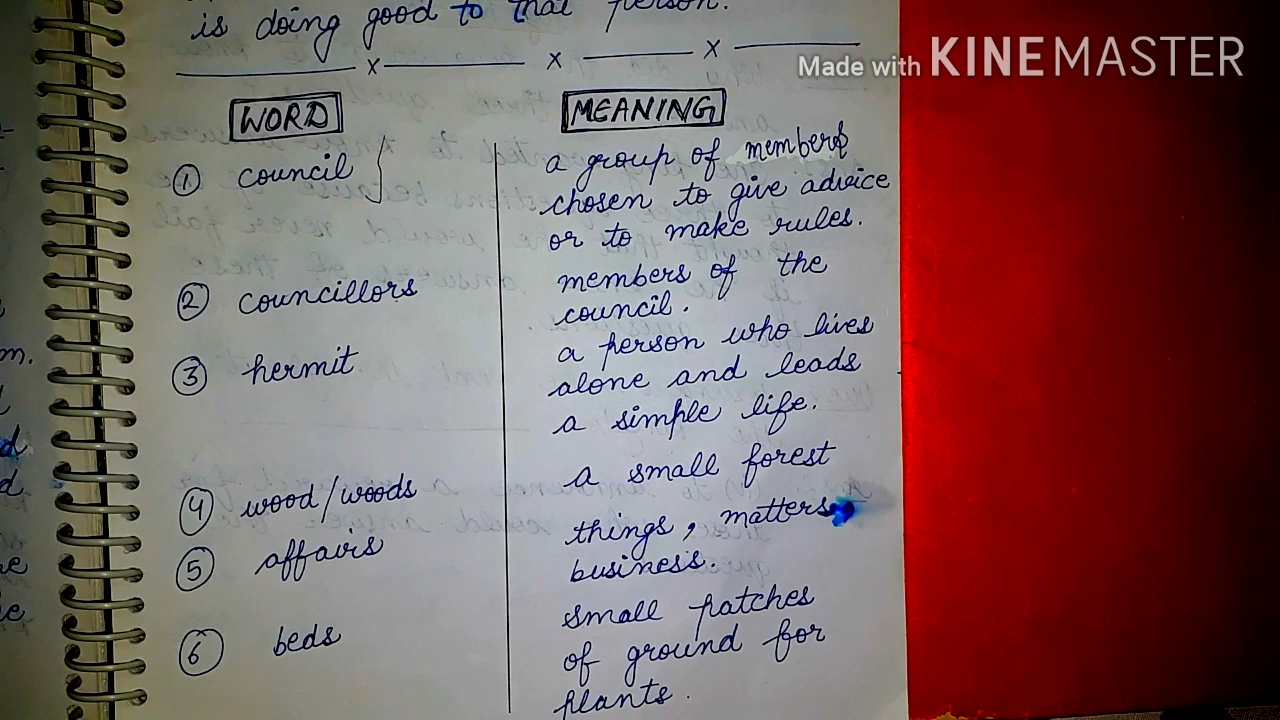 is doing good to that person.
Made with KINEMASTER
WORD MEANING
① council a group of members
chosen to give advice
or to make rules.
② councillors members of the
council.
③ hermit a person who lives
alone and leads
a simple life.
④ wood/woods a small forest
⑤ affairs things, matters,
business.
⑥ beds small patches
of ground for
plants.